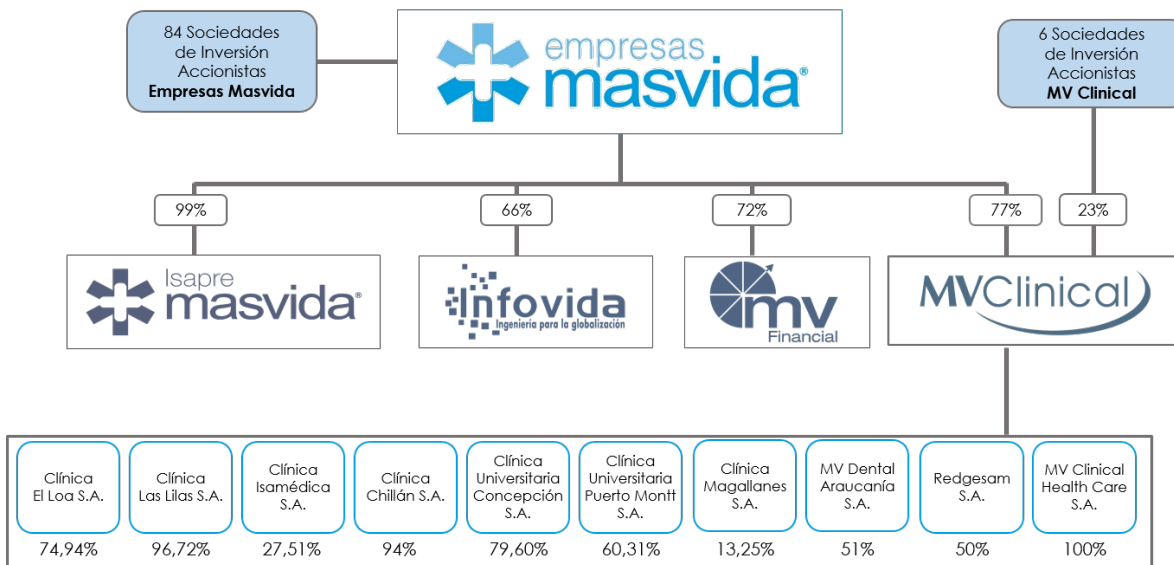 84 Sociedades
de Inversión
Accionistas
Empresas Masvida
empresas
masvida®
6 Sociedades
de Inversión
Accionistas
MV Clinical
99%
66%
72%
77%
23%
Isapre
masvida®
Infovida
Ingeniería para la globalización
mv
Financial
MVClinical
Clínica
El Loa S.A.
Clínica
Las Lilas S.A.
Clínica
Isamédica
S.A.
Clínica
Chillán S.A.
Clínica
Universitaria
Concepción
S.A.
Clínica
Universitaria
Puerto Montt
S.A.
Clínica
Magallanes
S.A.
MV Dental
Araucanía
S.A.
Redgesam
S.A.
MV Clinical
Health Care
S.A.
74,94%
96,72%
27,51%
94%
79,60%
60,31%
13,25%
51%
50%
100%